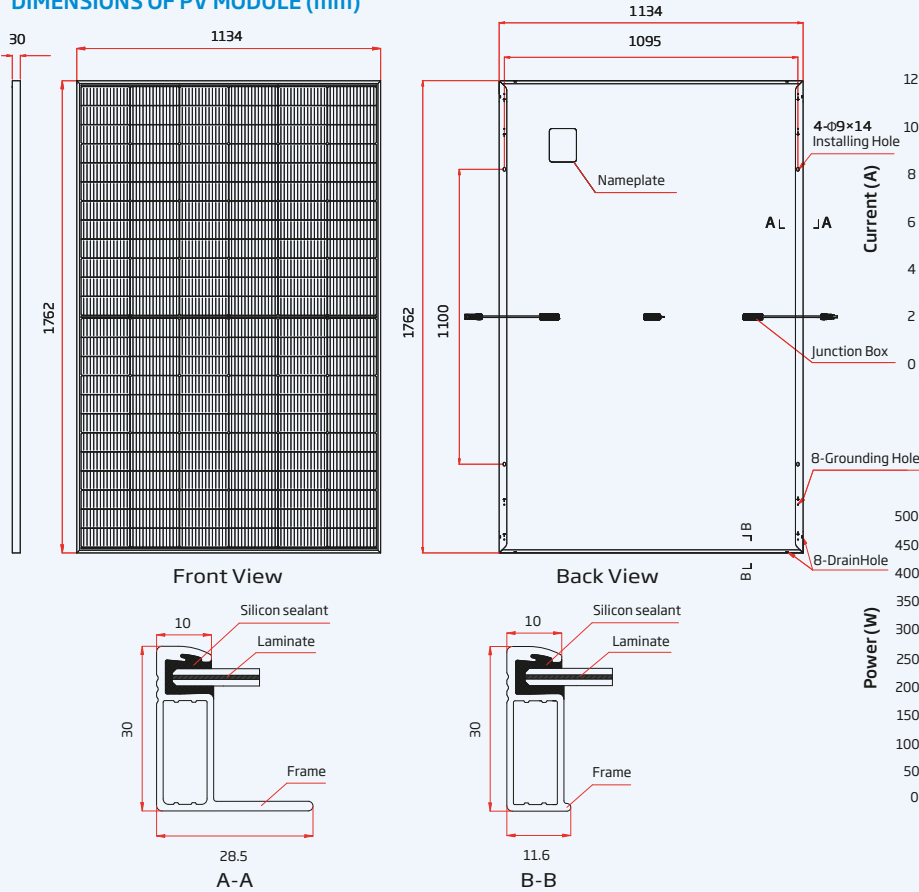 DIMENSIONS OF PV MODULE (mm)
30
1134
1762
Front View
1134
1095
1762
1100
Nameplate
4-Φ9×14
Installing Hole
A
A
Junction Box
8-Grounding Hole
8-DrainHole
B
B
Back View
Current (A)
12
10
8
6
4
2
0
Power (W)
500
450
400
350
300
250
200
150
100
50
0
10
Silicon sealant
Laminate
30
Frame
28.5
A-A
10
Silicon sealant
Laminate
30
Frame
11.6
B-B